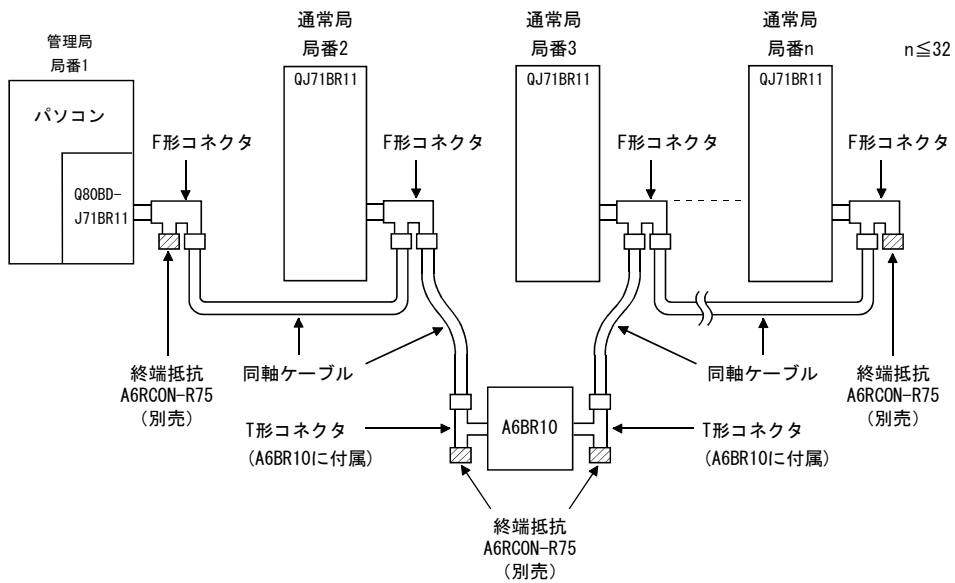 管理局
局番1
通常局
局番2
通常局
局番3
通常局
局番n
n≦32
パソコン
Q80BD-
J71BR11
QJ71BR11
QJ71BR11
QJ71BR11
F形コネクタ
F形コネクタ
F形コネクタ
F形コネクタ
終端抵抗
A6RCON-R75
(別売)
同軸ケーブル
同軸ケーブル
終端抵抗
A6RCON-R75
(別売)
T形コネクタ
(A6BR10に付属)
A6BR10
T形コネクタ
(A6BR10に付属)
終端抵抗
A6RCON-R75
(別売)